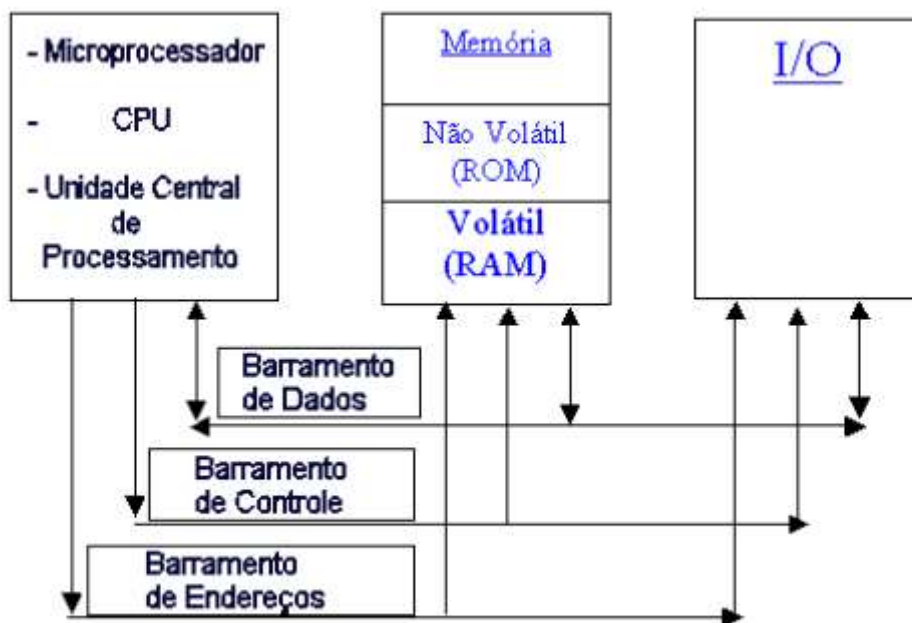 - Microprocessador
- CPU
- Unidade Central
de
Processamento
Memória
Não Volátil
(ROM)
Volátil
(RAM)
I/O
Barramento
de Dados
Barramento
de Controle
Barramento
de Endereços